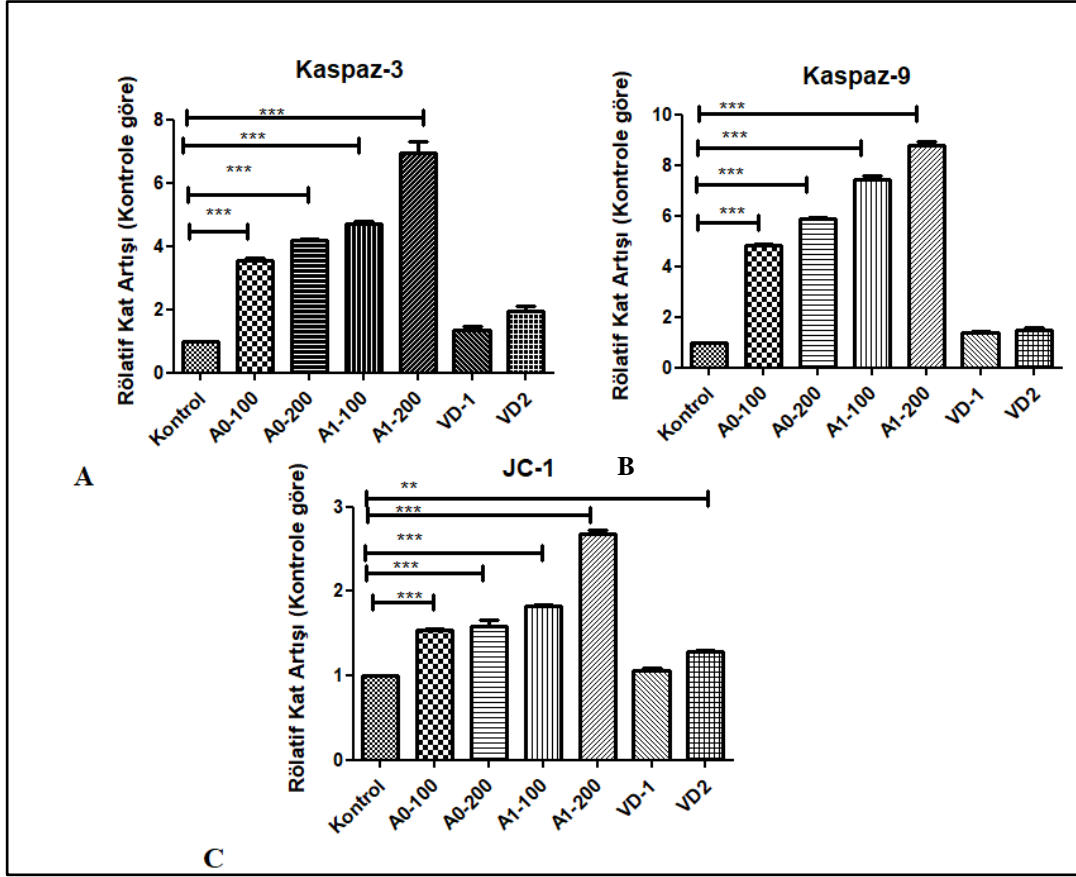 Kaspaz-3
Rölatif Kat Artışı (Kontrole göre)
8
6
4
2
0
***
***
***
***
Kontrol
A0-100
A0-200
A1-100
A1-200
VD-1
VD2
A
Kaspaz-9
Rölatif Kat Artışı (Kontrole göre)
10
8
6
4
2
0
***
***
***
***
Kontrol
A0-100
A0-200
A1-100
A1-200
VD-1
VD2
B
JC-1
Rölatif Kat Artışı (Kontrole göre)
3
2
1
0
**
***
***
***
***
Kontrol
A0-100
A0-200
A1-100
A1-200
VD-1
VD2
C